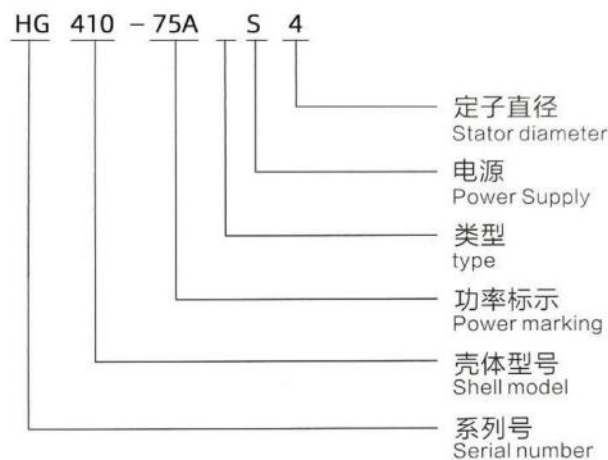 HG 410 - 75A _ S 4
定子直径
Stator diameter
电源
Power Supply
类型
type
功率标示
Power marking
壳体型号
Shell model
系列号
Serial number